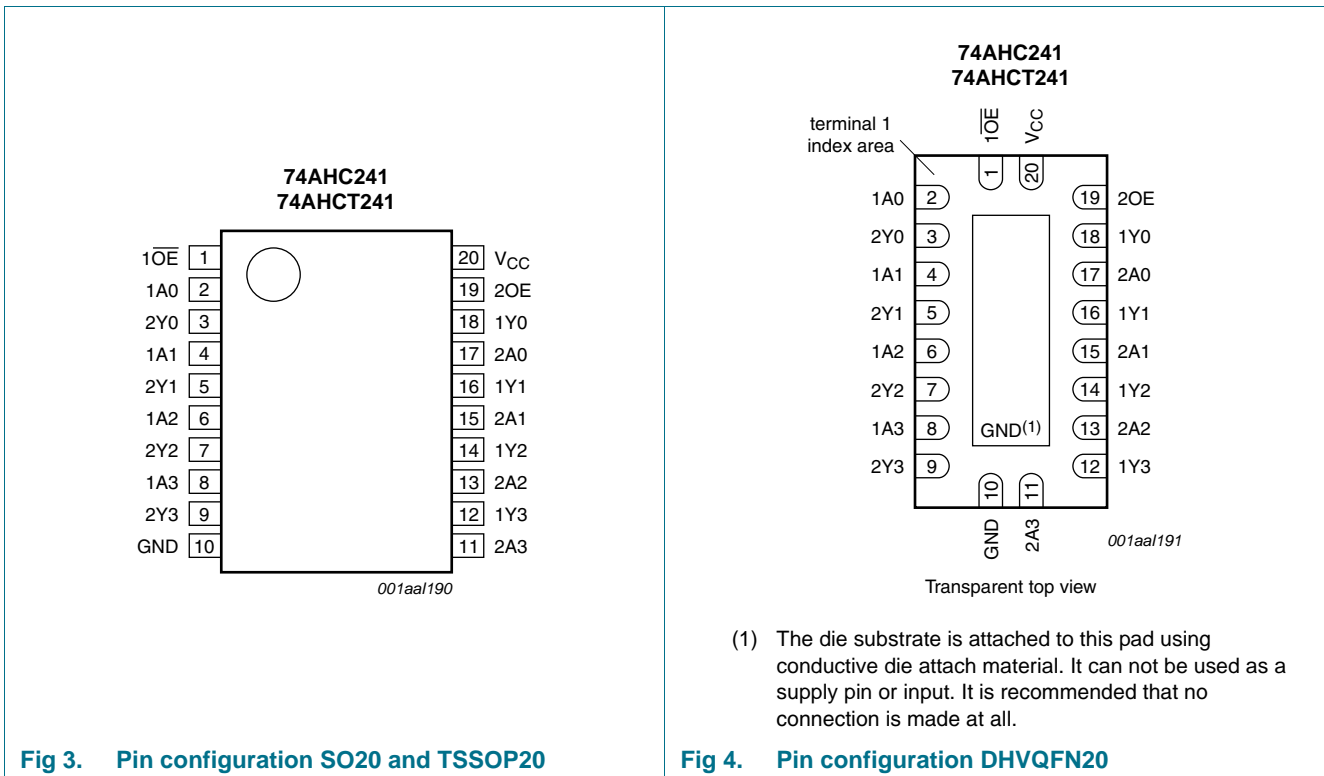 74AHC241
74AHCT241
1OE 1 20 VCC
1A0 2 19 2OE
2Y0 3 18 1Y0
1A1 4 17 2A0
2Y1 5 16 1Y1
1A2 6 15 2A1
2Y2 7 14 1Y2
1A3 8 13 2A2
2Y3 9 12 1Y3
GND 10 11 2A3
001aal190
Fig 3. Pin configuration SO20 and TSSOP20
74AHC241
74AHCT241
terminal 1
index area
1OE VCC
1 20
1A0 2 19 2OE
2Y0 3 18 1Y0
1A1 4 17 2A0
2Y1 5 16 1Y1
1A2 6 15 2A1
2Y2 7 14 1Y2
1A3 8 GND(1) 13 2A2
2Y3 9 12 1Y3
10 11
GND 2A3
001aal191
Transparent top view
(1) The die substrate is attached to this pad using
conductive die attach material. It can not be used as a
supply pin or input. It is recommended that no
connection is made at all.
Fig 4. Pin configuration DHVQFN20